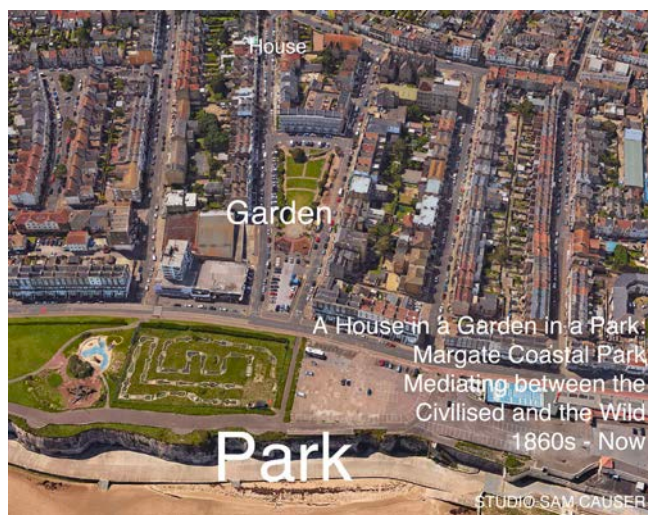 House
Garden
A House in a Garden in a Park:
Margate Coastal Park
Mediating between the
Civllised and the Wild
1860s - Now
Park
STUDIO SAM CAUSER